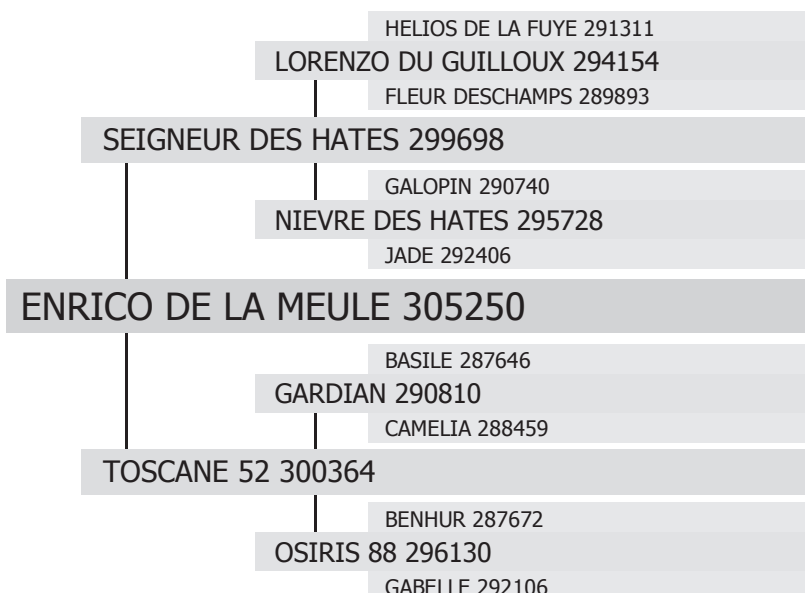 HELIOS DE LA FUYE 291311
LORENZO DU GUILLOUX 294154
FLEUR DESCHAMPS 289893
SEIGNEUR DES HATES 299698
GALOPIN 290740
NIEVRE DES HATES 295728
JADE 292406
ENRICO DE LA MEULE 305250
BASILE 287646
GARDIAN 290810
CAMELIA 288459
TOSCANE 52 300364
BENHUR 287672
OSIRIS 88 296130
GABELLE 292106